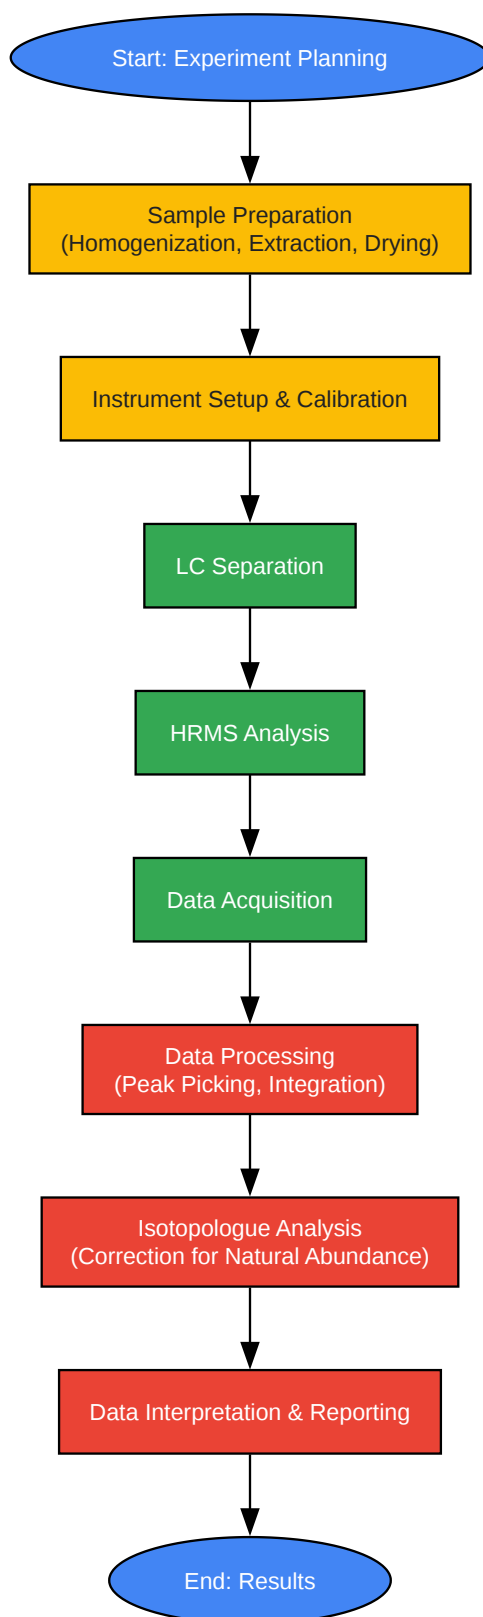 Start: Experiment Planning
Sample Preparation
(Homogenization, Extraction, Drying)
Instrument Setup & Calibration
LC Separation
HRMS Analysis
Data Acquisition
Data Processing
(Peak Picking, Integration)
Isotopologue Analysis
(Correction for Natural Abundance)
Data Interpretation & Reporting
End: Results